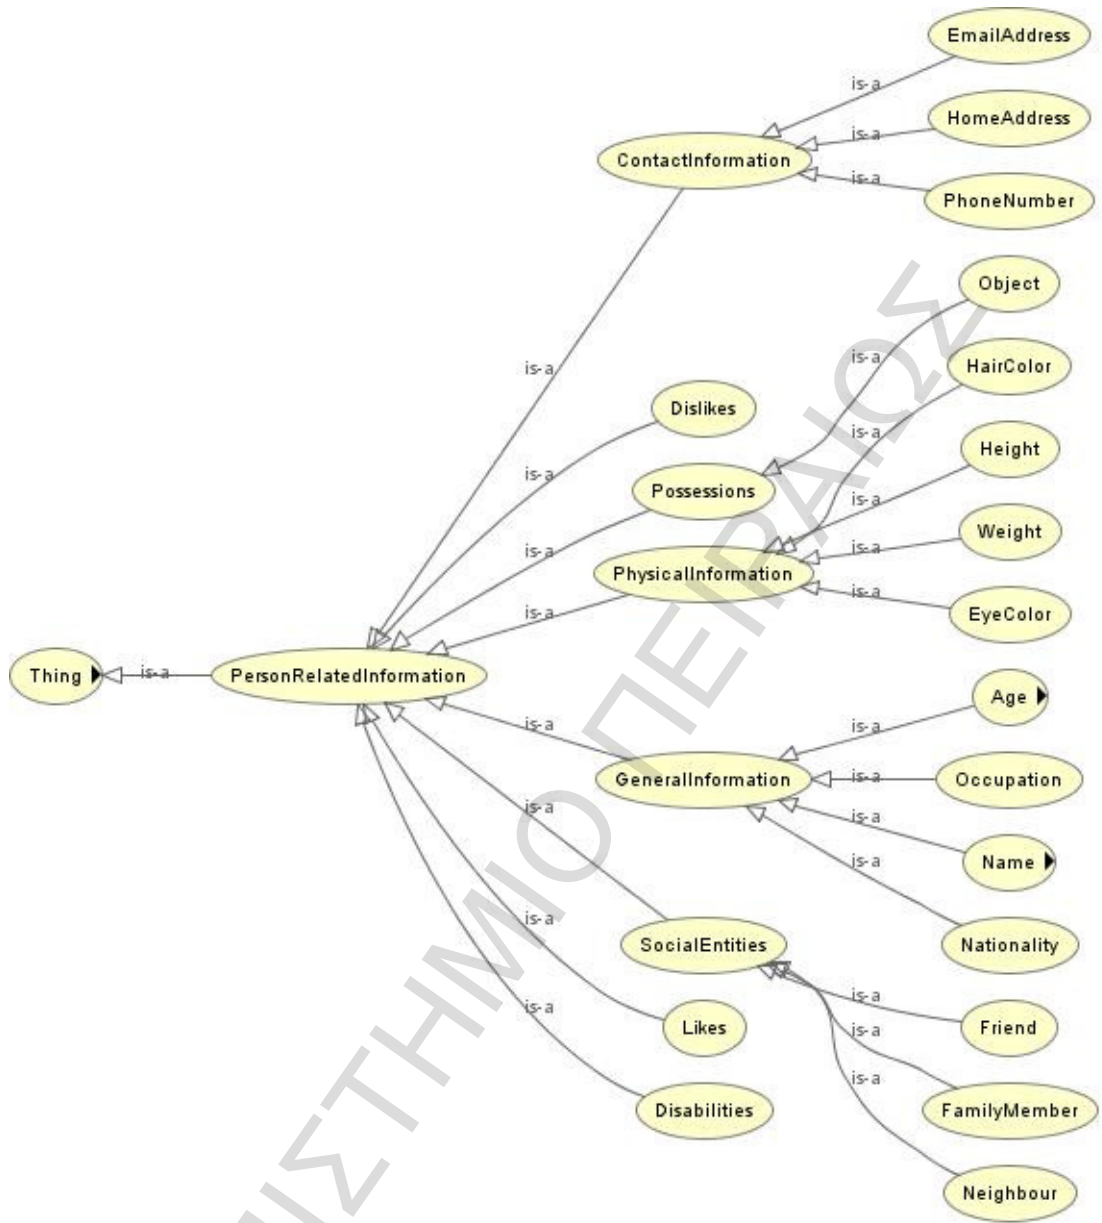 EmailAddress
is-a
HomeAddress
is-a
ContactInformation
is-a
PhoneNumber
Object
is-a
HairColor
is-a
Dislikes
is-a
Height
is-a
Possessions
is-a
Weight
is-a
is-a
PhysicalInformation
is-a
EyeColor
is-a
Thing
is-a
PersonRelatedInformation
Age
is-a
is-a
GeneralInformation
is-a
Occupation
is-a
is-a
Name
is-a
SocialEntities
Nationality
is-a
is-a
Friend
is-a
Likes
is-a
is-a
Disabilities
FamilyMember
Neighbour
ΙΣΤΗΜΙΟ ΠΕΙΡΑΙΩΣ